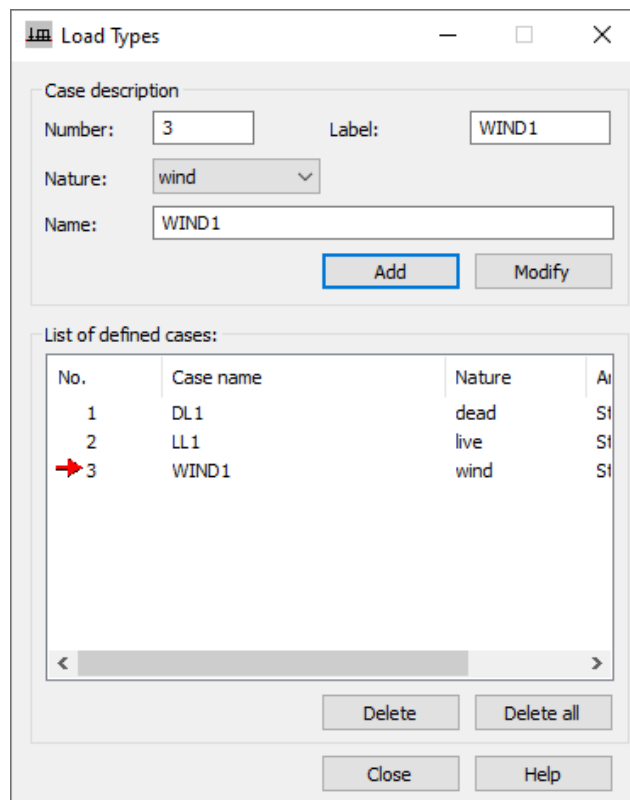 Load Types
Case description
Number: 3 Label: WIND1
Nature: wind
Name: WIND1
Add Modify
List of defined cases:
No. Case name Nature
1 DL1 dead
2 LL1 live
3 WIND1 wind
Delete Delete all
Close Help